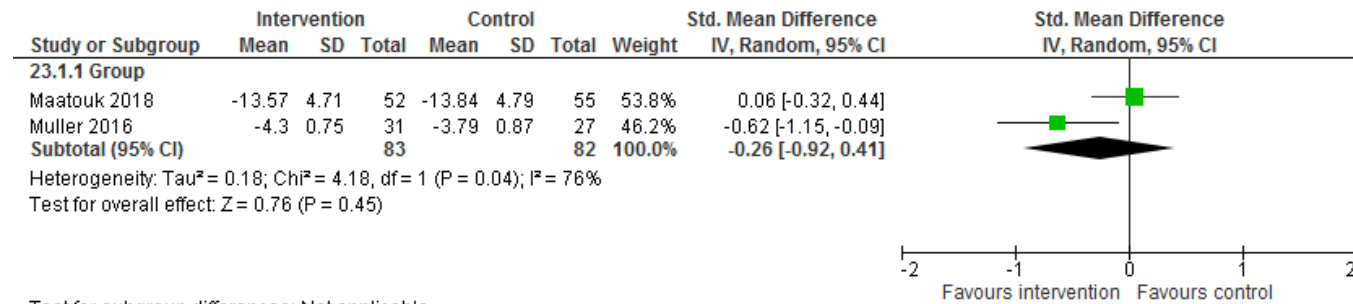 Intervention Control Std. Mean Difference Std. Mean Difference
Study or Subgroup Mean SD Total Mean SD Total Weight IV, Random, 95% CI IV, Random, 95% CI
23.1.1 Group
Maatouk 2018 -13.57 4.71 52 -13.84 4.79 55 53.8% 0.06 [-0.32, 0.44]
Muller 2016 -4.3 0.75 31 -3.79 0.87 27 46.2% -0.62 [-1.15, -0.09]
Subtotal (95% CI) 83 82 100.0% -0.26 [-0.92, 0.41]
Heterogeneity: Tau² = 0.18; Chi² = 4.18, df = 1 (P = 0.04); I² = 76%
Test for overall effect: Z = 0.76 (P = 0.45)
-2 -1 0 1 2
Favours intervention Favours control